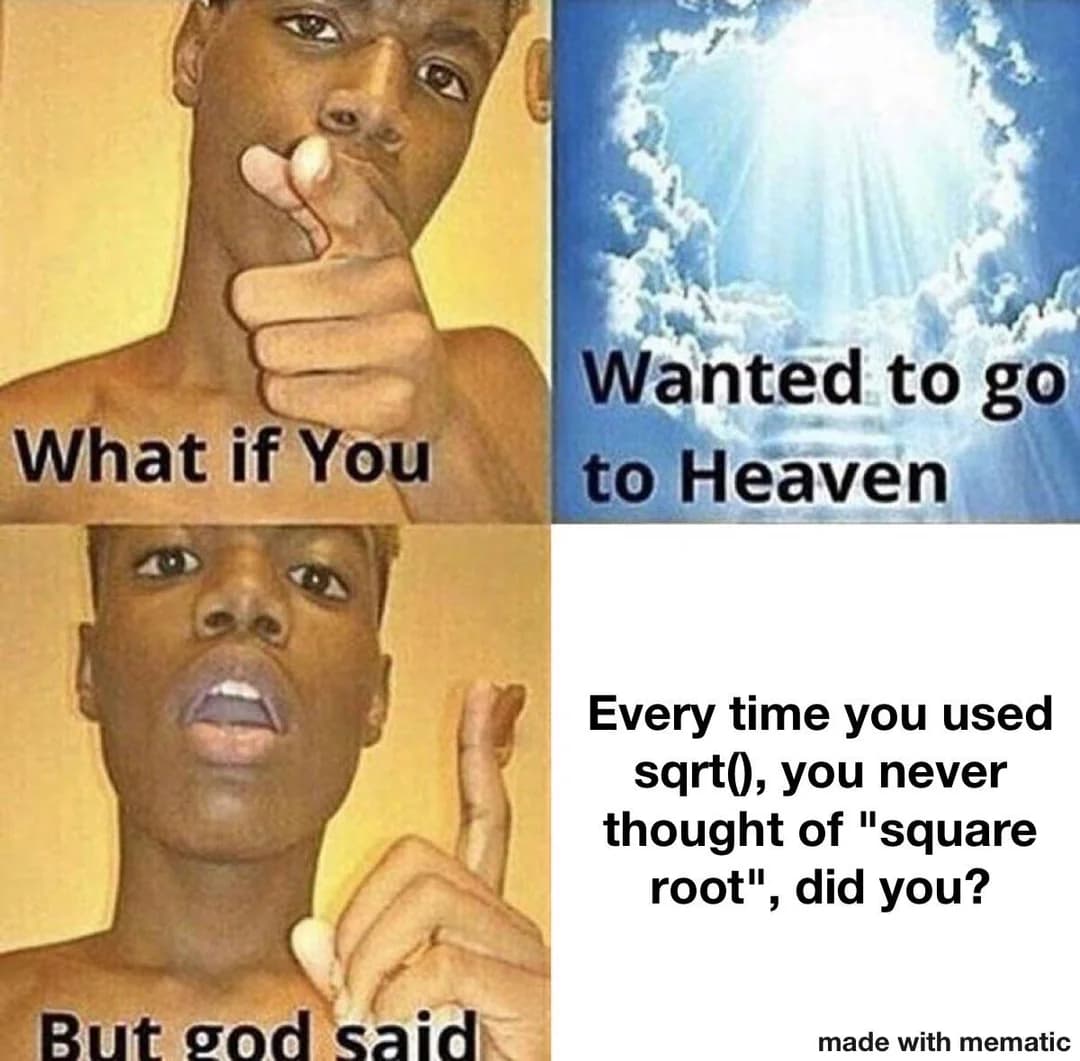 What if You
Wanted to go
to Heaven
But god said
Every time you used
sqrt(), you never
thought of "square
root", did you?
made with mematic